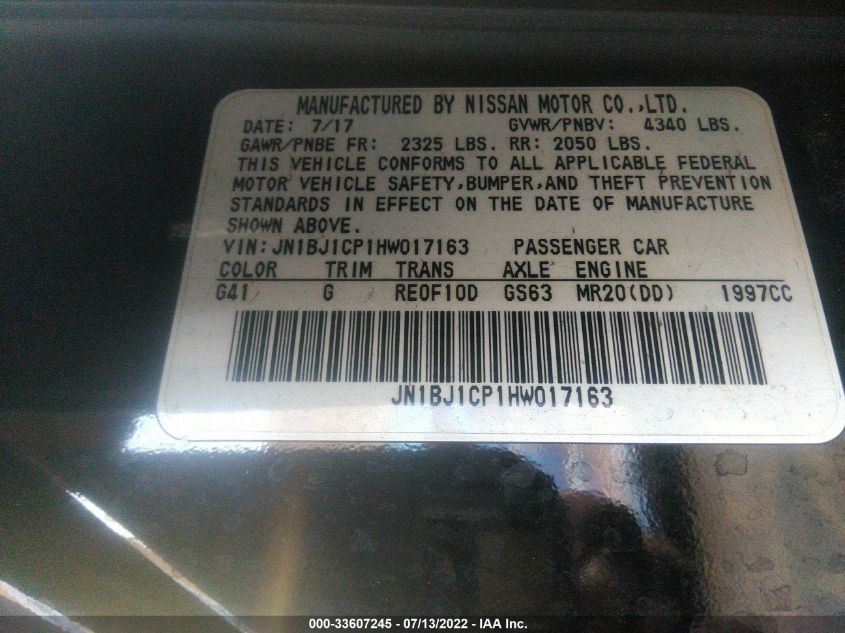 MANUFACTURED BY NISSAN MOTOR CO.,LTD.
DATE: 7/17 GVWR/PNBV: 4340 LBS.
GAWR/PNBE FR: 2325 LBS. RR: 2050 LBS.
THIS VEHICLE CONFORMS TO ALL APPLICABLE FEDERAL
MOTOR VEHICLE SAFETY,BUMPER,AND THEFT PREVENTION
STANDARDS IN EFFECT ON THE DATE OF MANUFACTURE
SHOWN ABOVE.
VIN:JN1BJ1CP1HW017163 PASSENGER CAR
COLOR TRIM TRANS AXLE ENGINE
G41 G RE0F10D GS63 MR20(DD) 1997CC
JN1BJ1CP1HW017163
000-33607245 - 07/13/2022 - IAA Inc.